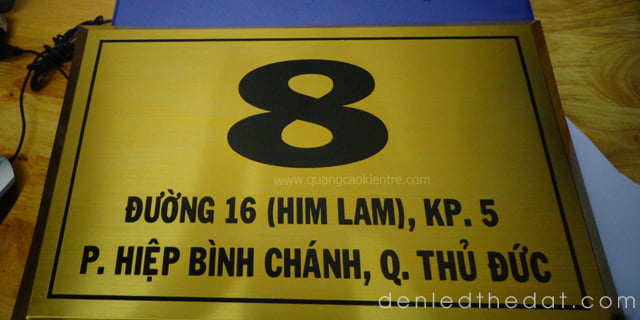 8
www.quangcaokientre.com
ĐƯỜNG 16 (HIM LAM), KP. 5
P. HIỆP BÌNH CHÁNH, Q. THỦ ĐỨC
denledthedat.com